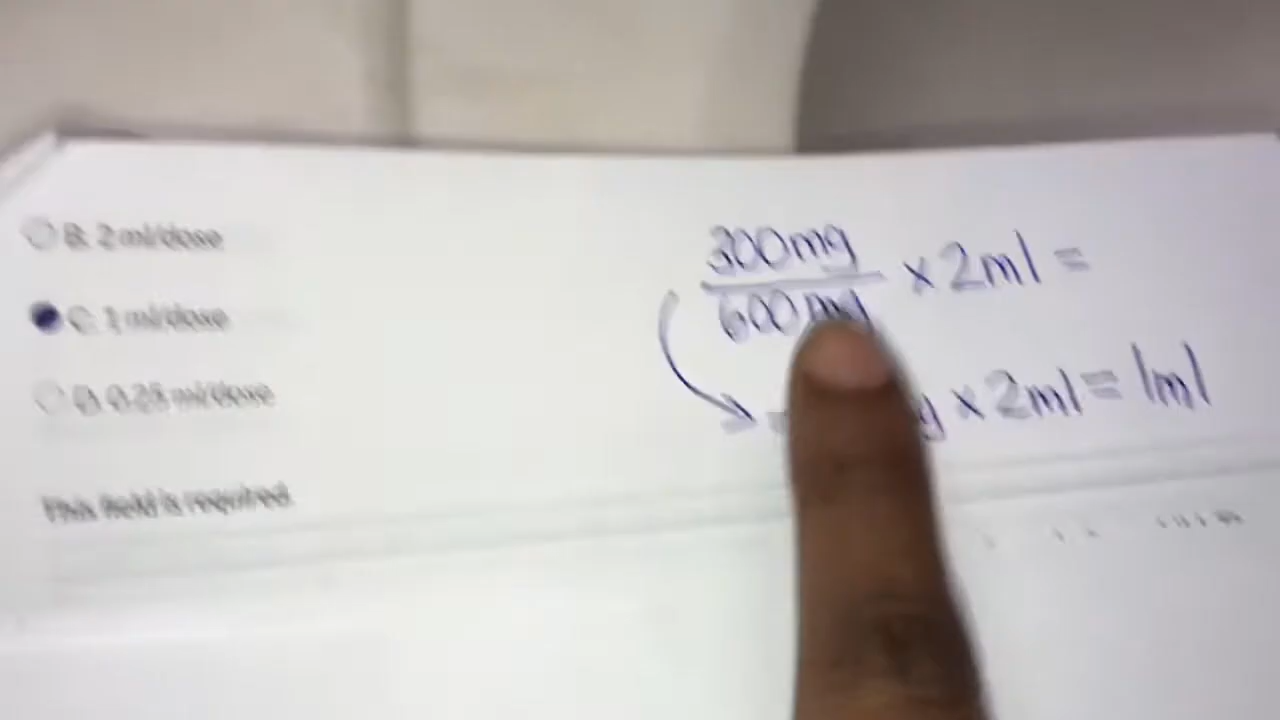 B. 2 ml/dose
C. 1 ml/dose
D. 0.25 ml/dose
This field is required.
300mg
600mg
x 2ml =
x 2ml = 1ml